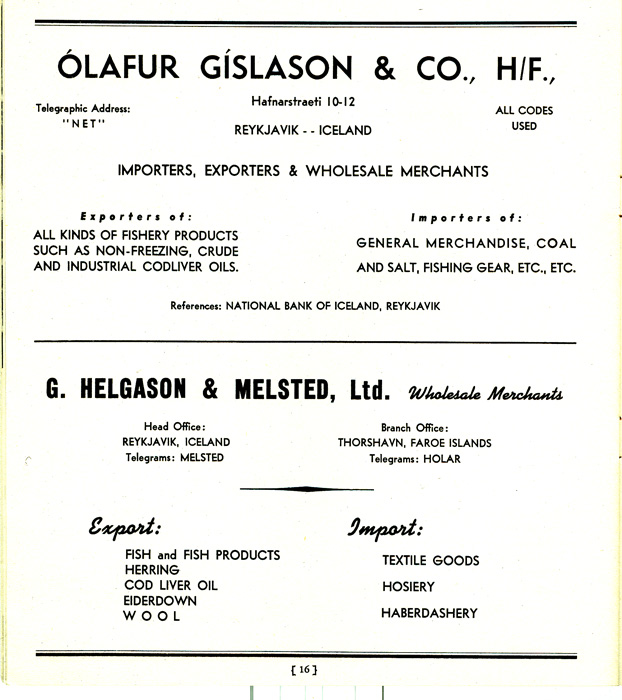 ÓLAFUR GÍSLASON & CO., H/F.,
Telegraphic Address:
"NET"
Hafnarstraeti 10-12
REYKJAVIK - - ICELAND
ALL CODES
USED
IMPORTERS, EXPORTERS & WHOLESALE MERCHANTS
Exporters of:
ALL KINDS OF FISHERY PRODUCTS
SUCH AS NON-FREEZING, CRUDE
AND INDUSTRIAL CODLIVER OILS.
Importers of:
GENERAL MERCHANDISE, COAL
AND SALT, FISHING GEAR, ETC., ETC.
References: NATIONAL BANK OF ICELAND, REYKJAVIK
G. HELGASON & MELSTED, Ltd. Wholesale Merchants
Head Office:
REYKJAVIK, ICELAND
Telegrams: MELSTED
Branch Office:
THORSHAVN, FAROE ISLANDS
Telegrams: HOLAR
Export:
FISH and FISH PRODUCTS
HERRING
COD LIVER OIL
EIDERDOWN
WOOL
Import:
TEXTILE GOODS
HOSIERY
HABERDASHERY
[ 16 ]